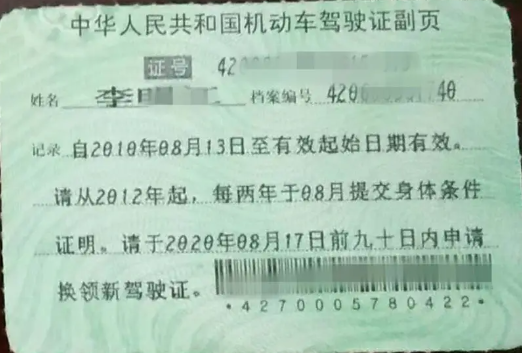 中华人民共和国机动车驾驶证副页
证号 420
姓名 李 档案编号 420 740
记录 自2010年08月13日至有效起始日期有效。
请从2012年起，每两年于08月提交身体条件
证明。请于2020年08月17日前九十日内申请
换领新驾驶证。
*4270005780422*